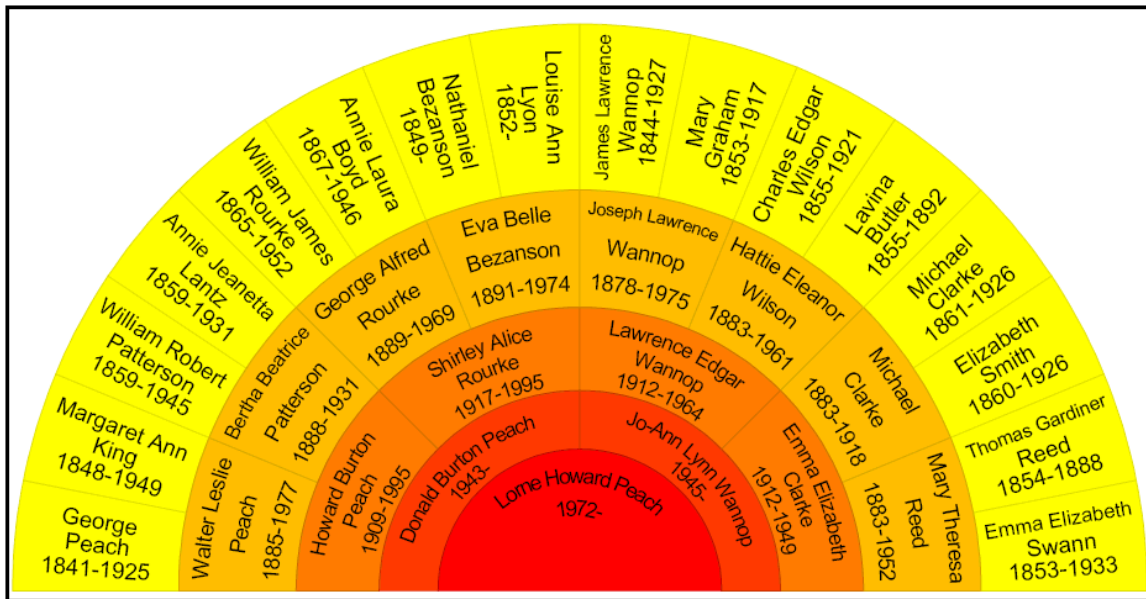 George
Peach
1841-1925
Margaret Ann
King
1848-1949
William Robert
Patterson
1859-1945
Annie Jeanetta
Lantz
1859-1931
William James
Rourke
1865-1952
Annie Laura
Boyd
1867-1946
Nathaniel
Bezanson
1849-
Louise Ann
Lyon
1852-
James Lawrence
Wannop
1844-1927
Mary
Graham
1853-1917
Charles Edgar
Wilson
1855-1921
Lavina
Butler
1855-1892
Michael
Clarke
1861-1926
Elizabeth
Smith
1860-1926
Thomas Gardiner
Reed
1854-1888
Emma Elizabeth
Swann
1853-1933
Walter Leslie
Peach
1885-1977
Bertha Beatrice
Patterson
1888-1931
George Alfred
Rourke
1889-1969
Eva Belle
Bezanson
1891-1974
Joseph Lawrence
Wannop
1878-1975
Hattie Eleanor
Wilson
1883-1961
Michael
Clarke
1883-1918
Mary Theresa
Reed
1883-1952
Howard Burton
Peach
1909-1995
Shirley Alice
Rourke
1917-1995
Lawrence Edgar
Wannop
1912-1964
Emma Elizabeth
Clarke
1912-1949
Donald Burton Peach
1943-
Jo-Ann Lynn Wannop
1945-
Lorne Howard Peach
1972-